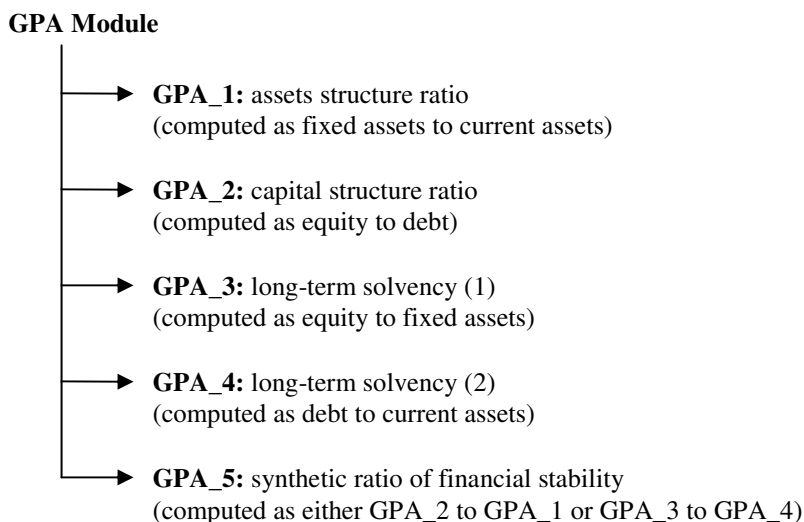 GPA Module
GPA_1: assets structure ratio
(computed as fixed assets to current assets)
GPA_2: capital structure ratio
(computed as equity to debt)
GPA_3: long-term solvency (1)
(computed as equity to fixed assets)
GPA_4: long-term solvency (2)
(computed as debt to current assets)
GPA_5: synthetic ratio of financial stability
(computed as either GPA_2 to GPA_1 or GPA_3 to GPA_4)